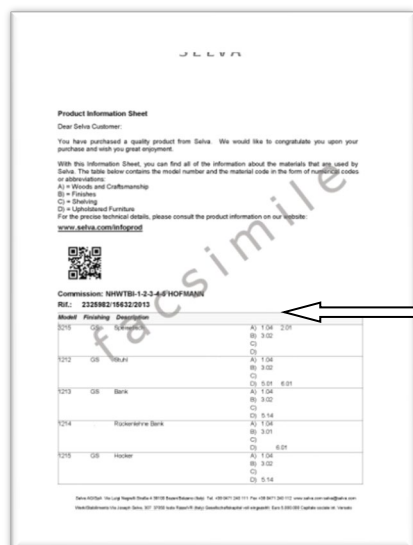 SELVA
Product Information Sheet
Dear Selva Customer:
You have purchased a quality product from Selva. We would like to congratulate you upon your
purchase and wish you great enjoyment.
With this Information Sheet, you can find all of the information about the materials that are used by
Selva. The table below contains the model number and the material code in the form of numerical codes
or abbreviations:
A) = Woods and Craftsmanship
B) = Finishes
C) = Shelving
D) = Upholstered Furniture
For the precise technical details, please consult the product information on our website:
www.selva.com/infoprod
facsimile
Commission: NHWTBI-1-2-3-4-5 HOFMANN
Rif.: 2325982/15632/2013
Modell Finishing Description
3215 GS A) 1.04 2.01
B) 3.02
C)
D)
1212 GS Stuhl A) 1.04
B) 3.02
C)
D) 5.01 6.01
1213 GS Bank A) 1.04
B) 3.02
C)
D) 5.14
1214 Rückenlehne Bank A) 1.04
B) 3.01
C)
D) 6.01
1215 GS Hocker A) 1.04
B) 3.02
C)
D) 5.14